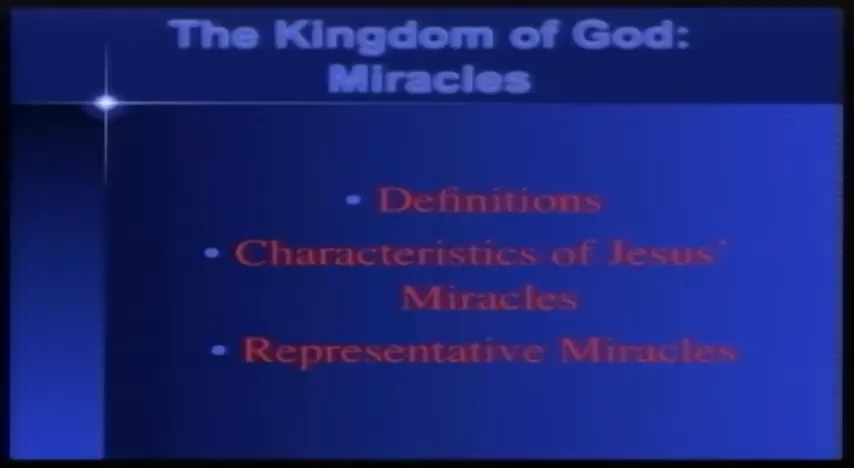 The Kingdom of God:
Miracles
• Definitions
• Characteristics of Jesus'
Miracles
• Representative Miracles